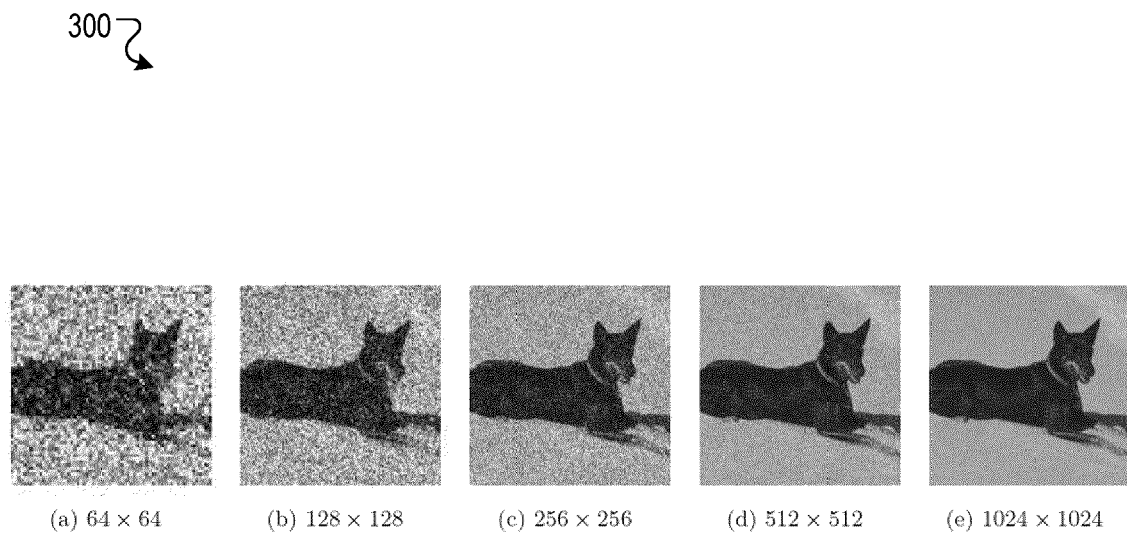 300
(a) 64 × 64
(b) 128 × 128
(c) 256 × 256
(d) 512 × 512
(e) 1024 × 1024